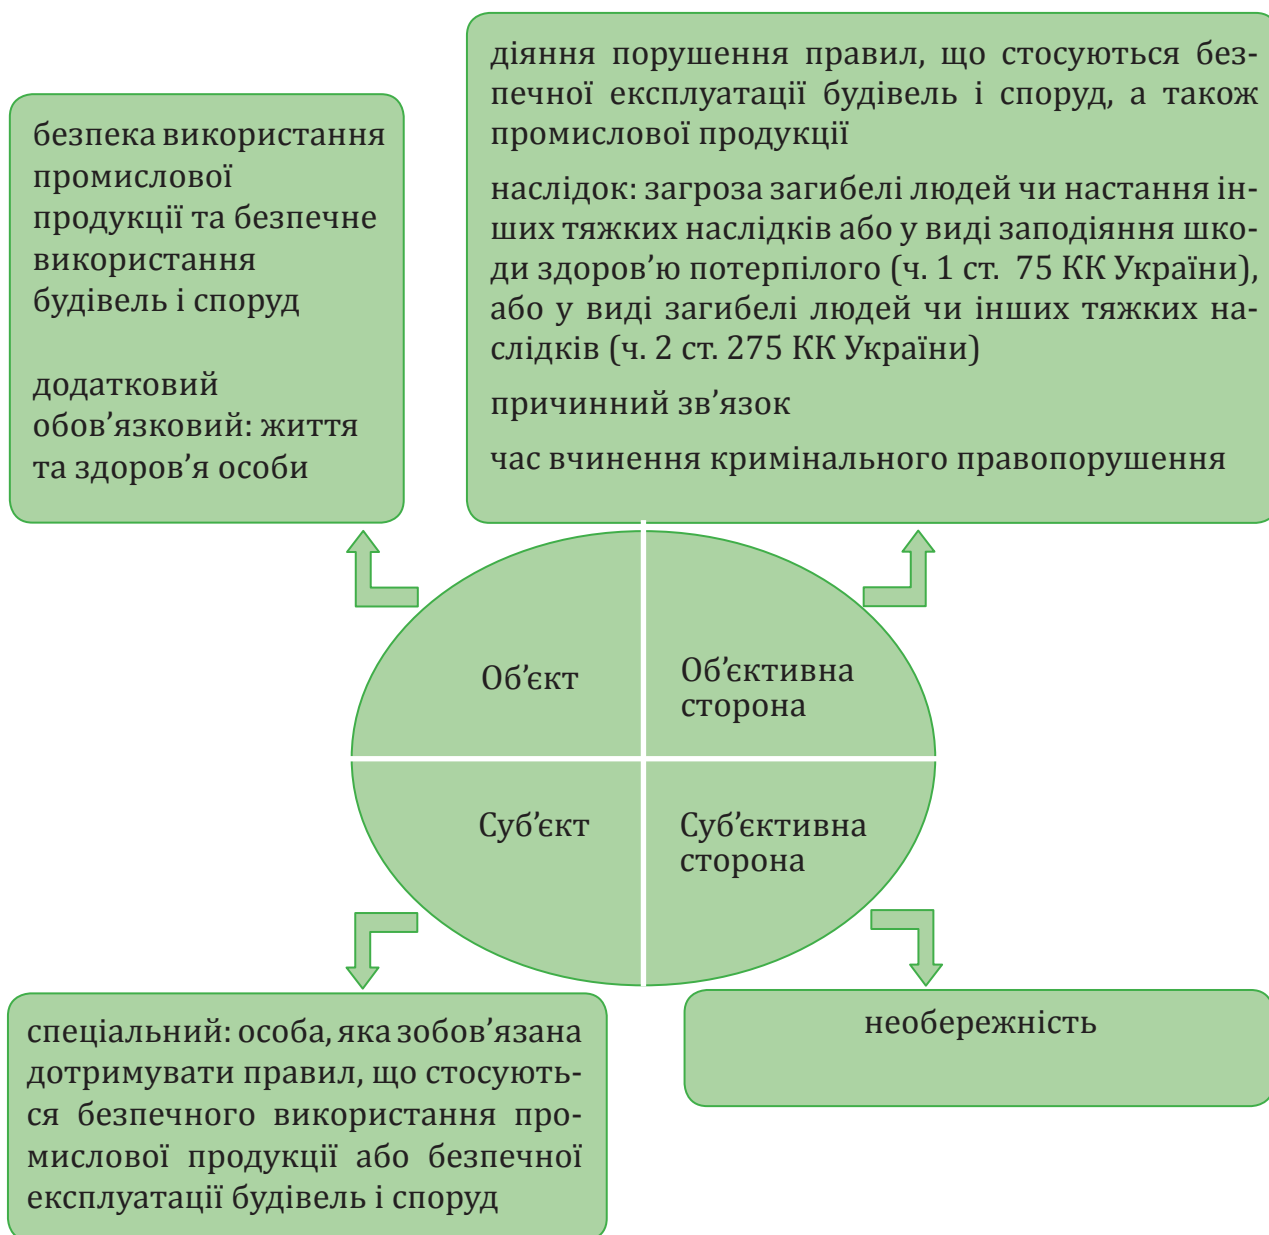 безпека використання
промислової
продукції та безпечне
використання
будівель і споруд
додатковий
обов’язковий: життя
та здоров’я особи
діяння порушення правил, що стосуються без-
печної експлуатації будівель і споруд, а також
промислової продукції
наслідок: загроза загибелі людей чи настання ін-
ших тяжких наслідків або у виді заподіяння шко-
ди здоров’ю потерпілого (ч. 1 ст. 75 КК України),
або у виді загибелі людей чи інших тяжких на-
слідків (ч. 2 ст. 275 КК України)
причинний зв’язок
час вчинення кримінального правопорушення
Об’єкт
Об’єктивна
сторона
Суб’єкт
Суб’єктивна
сторона
спеціальний: особа, яка зобов’язана
дотримувати правил, що стосують-
ся безпечного використання про-
мислової продукції або безпечної
експлуатації будівель і споруд
необережність